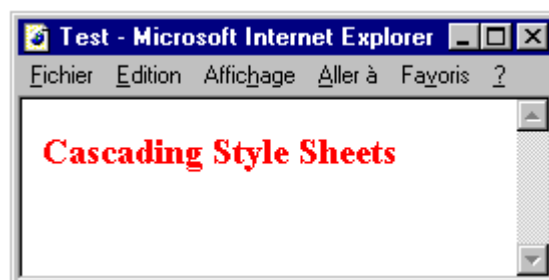 Test - Microsoft Internet Explorer
Fichier Edition Affichage Aller à Favoris ?
Cascading Style Sheets